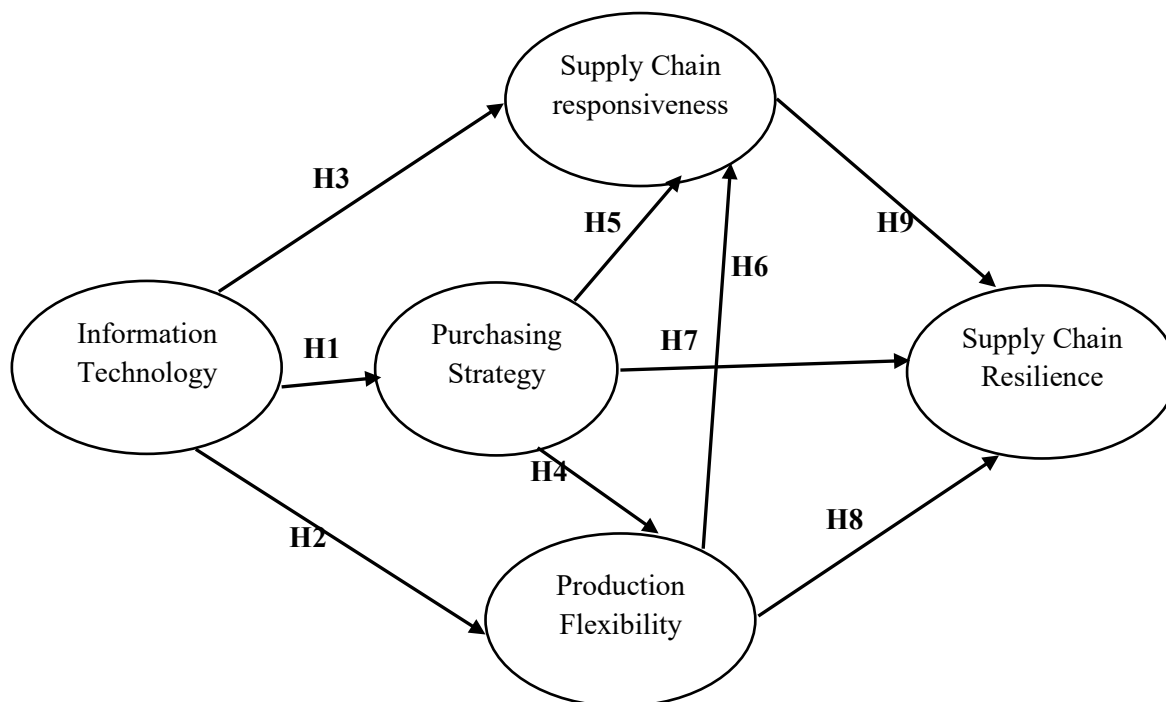 Supply Chain
responsiveness
H3
H5
H9
H6
Information
Technology
H1
Purchasing
Strategy
H7
Supply Chain
Resilience
H4
H2
H8
Production
Flexibility